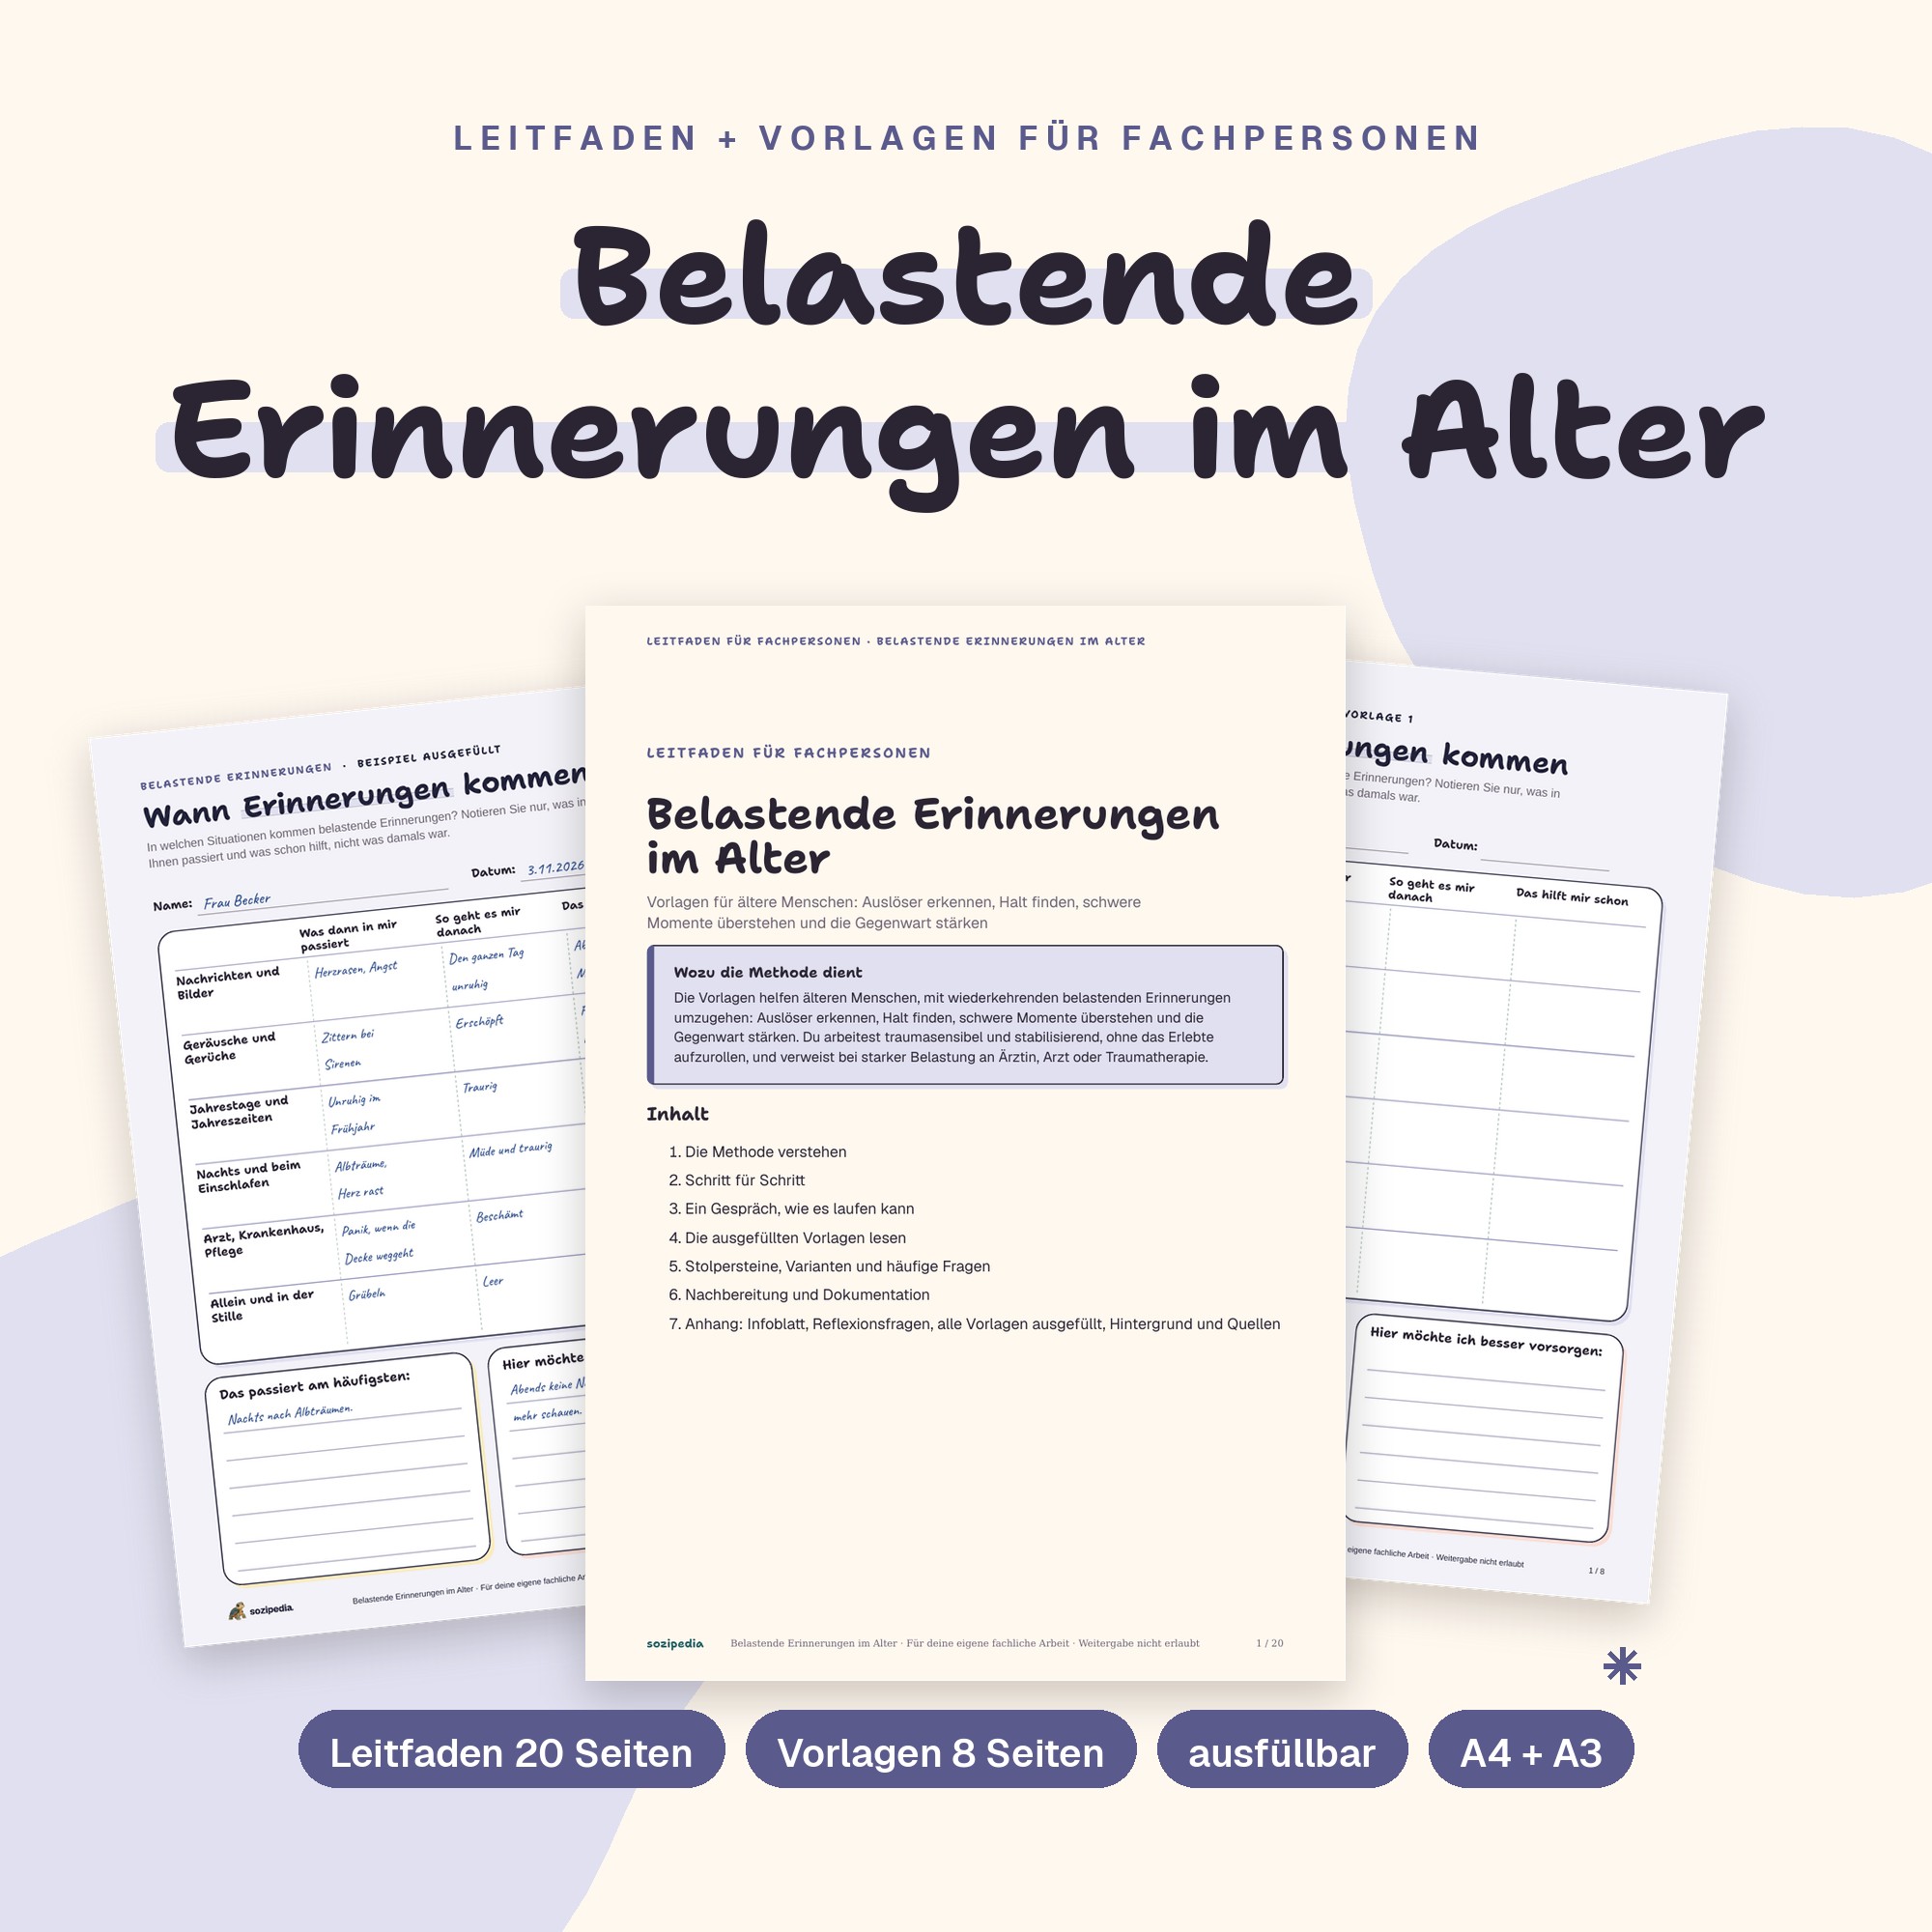 LEITFADEN + VORLAGEN FÜR FACHPERSONEN
Belastende
Erinnerungen im Alter
BELASTENDE ERINNERUNGEN · BEISPIEL AUSGEFÜLLT
Wann Erinnerungen kommen
In welchen Situationen kommen belastende Erinnerungen? Notieren Sie nur, was in
Ihnen passiert und was schon hilft, nicht was damals war.
Name: Frau Becker
Datum: 3.11.2026
Was dann in mir
passiert
So geht es mir
danach
Das
Nachrichten und
Bilder
Herzrasen, Angst
Den ganzen Tag
unruhig
Geräusche und
Gerüche
Zittern bei
Sirenen
Erschöpft
Jahrestage und
Jahreszeiten
Unruhig im
Frühjahr
Traurig
Nachts und beim
Einschlafen
Albträume,
Herz rast
Müde und traurig
Arzt, Krankenhaus,
Pflege
Panik, wenn die
Decke weggeht
Beschämt
Allein und in der
Stille
Grübeln
Leer
Das passiert am häufigsten:
Nachts nach Albträumen.
Hier möchte
Abends keine
mehr schauen.
sozipedia.
Belastende Erinnerungen im Alter · Für deine eigene fachliche
LEITFADEN FÜR FACHPERSONEN · BELASTENDE ERINNERUNGEN IM ALTER
LEITFADEN FÜR FACHPERSONEN
Belastende Erinnerungen
im Alter
Vorlagen für ältere Menschen: Auslöser erkennen, Halt finden, schwere
Momente überstehen und die Gegenwart stärken
Wozu die Methode dient
Die Vorlagen helfen älteren Menschen, mit wiederkehrenden belastenden Erinnerungen
umzugehen: Auslöser erkennen, Halt finden, schwere Momente überstehen und die
Gegenwart stärken. Du arbeitest traumasensibel und stabilisierend, ohne das Erlebte
aufzurollen, und verweist bei starker Belastung an Ärztin, Arzt oder Traumatherapie.
Inhalt
1. Die Methode verstehen
2. Schritt für Schritt
3. Ein Gespräch, wie es laufen kann
4. Die ausgefüllten Vorlagen lesen
5. Stolpersteine, Varianten und häufige Fragen
6. Nachbereitung und Dokumentation
7. Anhang: Infoblatt, Reflexionsfragen, alle Vorlagen ausgefüllt, Hintergrund und Quellen
sozipedia
Belastende Erinnerungen im Alter · Für deine eigene fachliche Arbeit · Weitergabe nicht erlaubt
1 / 20
VORLAGE 1
ungen kommen
e Erinnerungen? Notieren Sie nur, was in
as damals war.
Datum:
So geht es mir
danach
Das hilft mir schon
Hier möchte ich besser vorsorgen:
eigene fachliche Arbeit · Weitergabe nicht erlaubt
1 / 8
Leitfaden 20 Seiten
Vorlagen 8 Seiten
ausfüllbar
A4 + A3